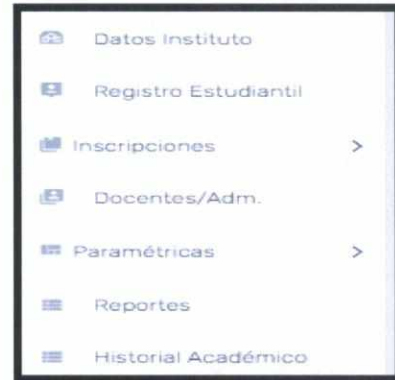 Datos Instituto
Registro Estudiantil
Inscripciones >
Docentes/Adm.
Paramétricas >
Reportes
Historial Académico